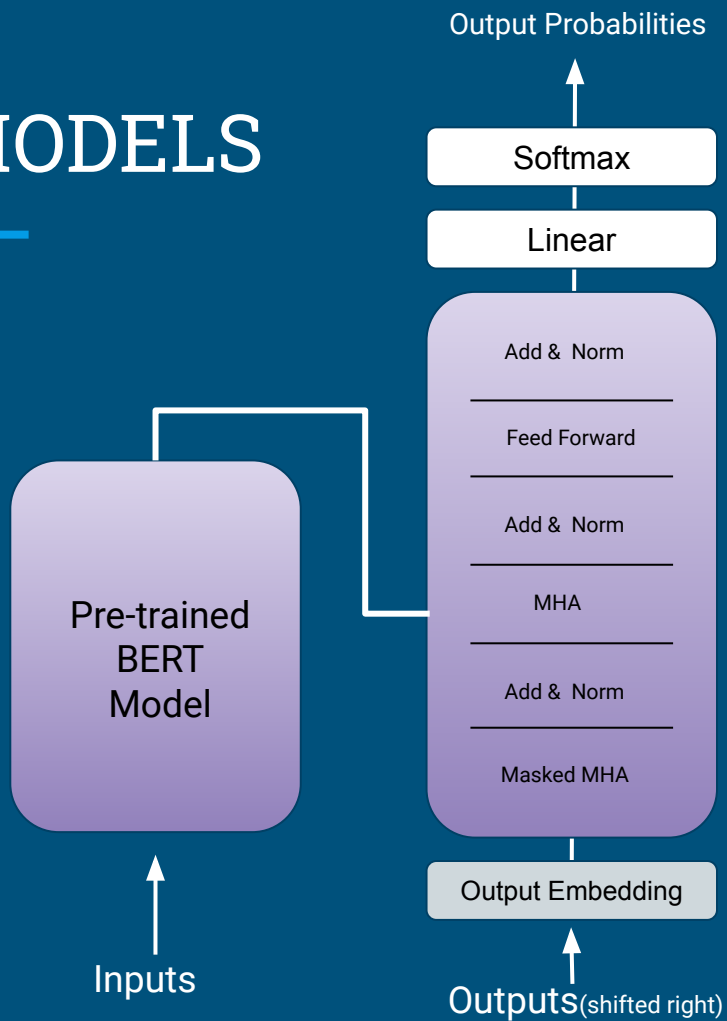 Output Probabilities
MODELS
Softmax
Linear
Add & Norm
Feed Forward
Add & Norm
MHA
Add & Norm
Masked MHA
Output Embedding
Outputs(shifted right)
Pre-trained
BERT
Model
Inputs